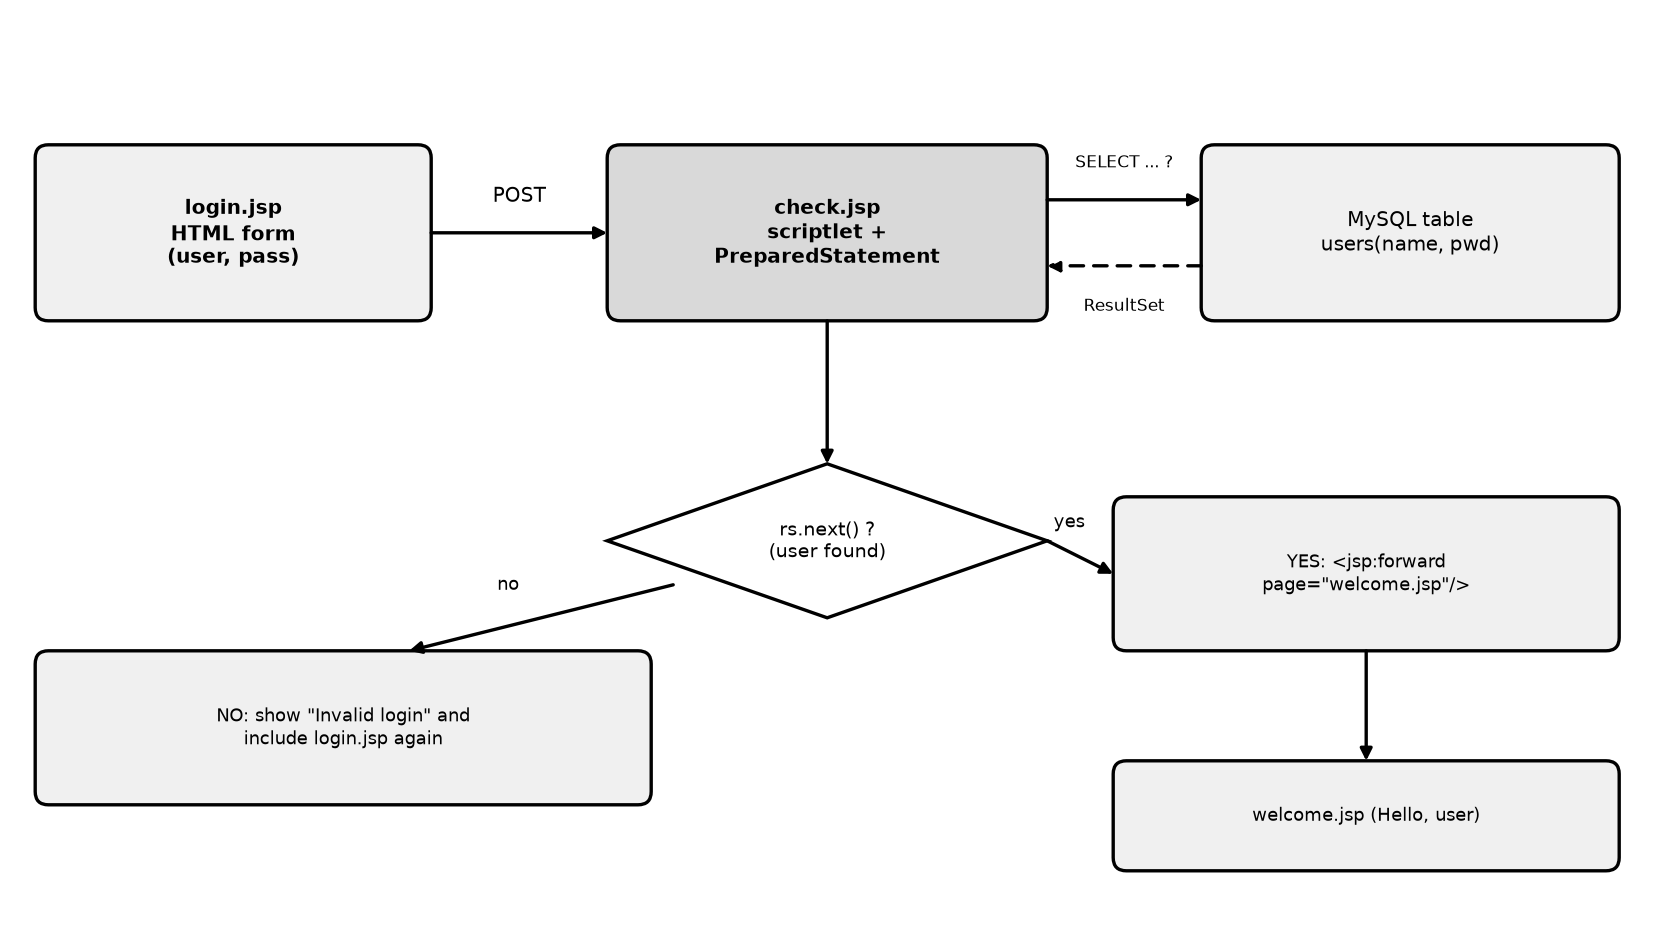 login.jsp
HTML form
(user, pass)
POST
check.jsp
scriptlet +
PreparedStatement
SELECT ... ?
ResultSet
MySQL table
users(name, pwd)
rs.next() ?
(user found)
yes
no
YES: <jsp:forward
page="welcome.jsp"/>
NO: show "Invalid login" and
include login.jsp again
welcome.jsp (Hello, user)